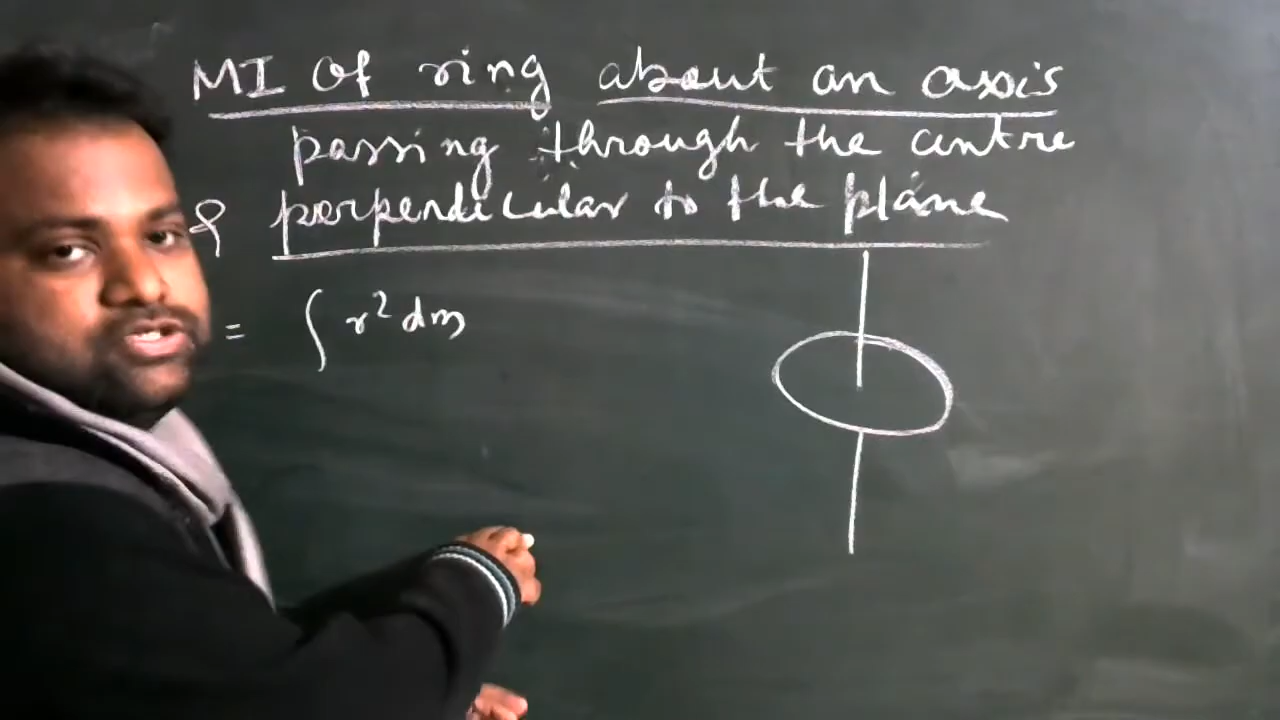 MI Of ring about an axis
passing through the centre
& perpendicular to the plane
= ∫ r² dm